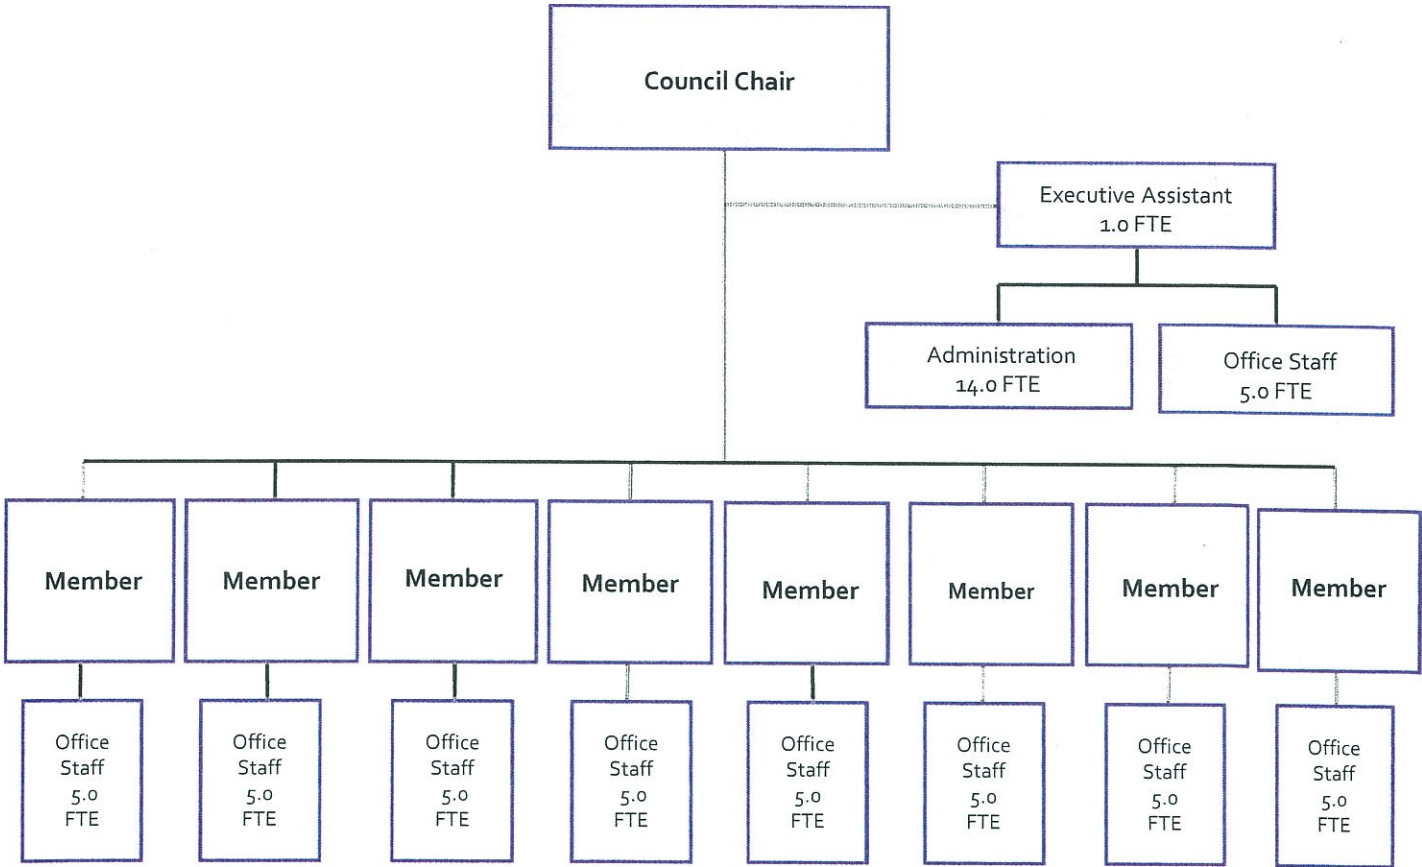 Council Chair
Executive Assistant
1.0 FTE
Administration
14.0 FTE
Office Staff
5.0 FTE
Member
Member
Member
Member
Member
Member
Member
Member
Office
Staff
5.0
FTE
Office
Staff
5.0
FTE
Office
Staff
5.0
FTE
Office
Staff
5.0
FTE
Office
Staff
5.0
FTE
Office
Staff
5.0
FTE
Office
Staff
5.0
FTE
Office
Staff
5.0
FTE